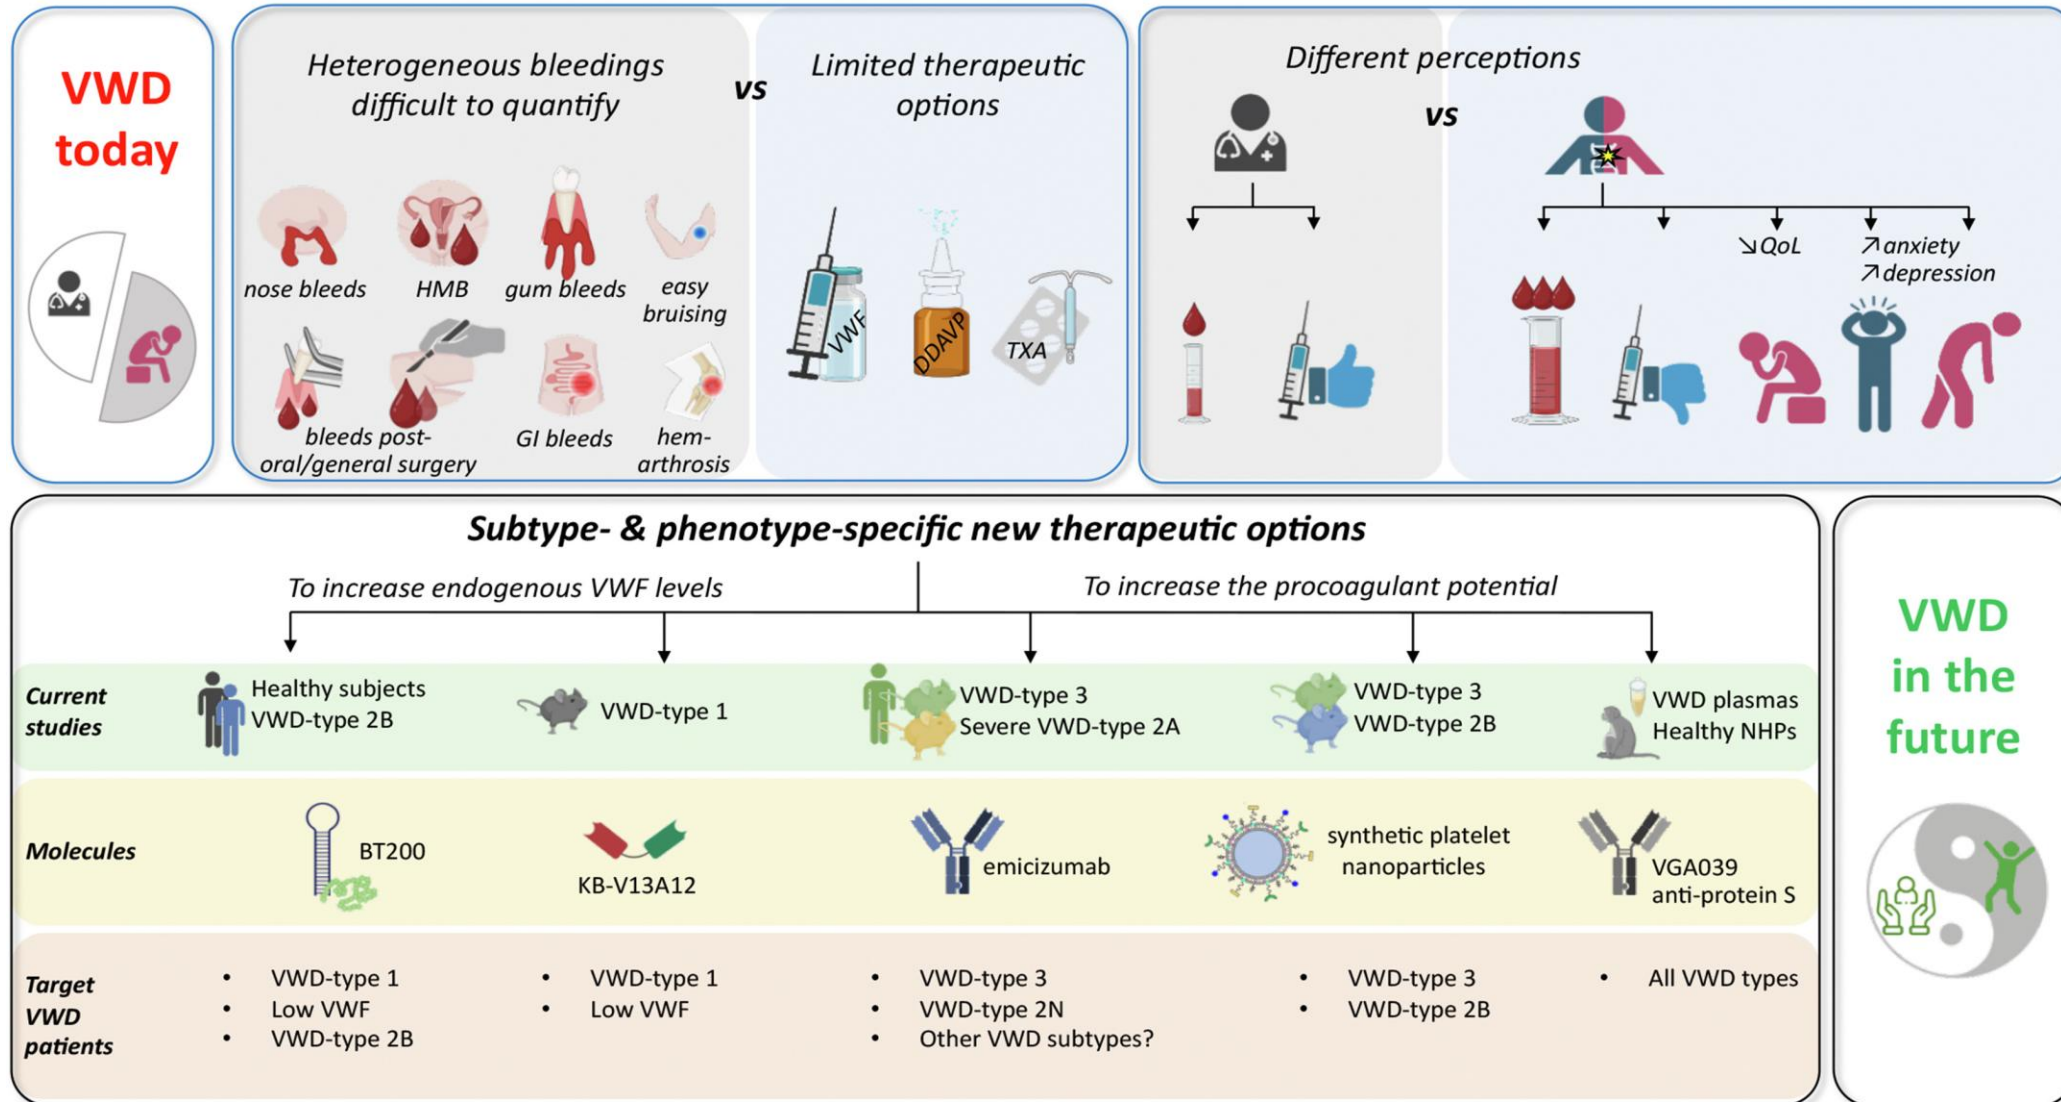 VWD
today
Heterogeneous bleedings
difficult to quantify
vs
Limited therapeutic
options
nose bleeds
HMB
gum bleeds
easy
bruising
bleeds post-
oral/general surgery
GI bleeds
hem-
arthrosis
VWF
DDAVP
TXA
Different perceptions
vs
↘QoL
↗anxiety
↗depression
Subtype- & phenotype-specific new therapeutic options
To increase endogenous VWF levels
To increase the procoagulant potential
Current
studies
Healthy subjects
VWD-type 2B
VWD-type 1
VWD-type 3
Severe VWD-type 2A
VWD-type 3
VWD-type 2B
VWD plasmas
Healthy NHPs
Molecules
BT200
KB-V13A12
emicizumab
synthetic platelet
nanoparticles
VGA039
anti-protein S
Target
VWD
patients
• VWD-type 1
• Low VWF
• VWD-type 2B
• VWD-type 1
• Low VWF
• VWD-type 3
• VWD-type 2N
• Other VWD subtypes?
• VWD-type 3
• VWD-type 2B
• All VWD types
VWD
in the
future